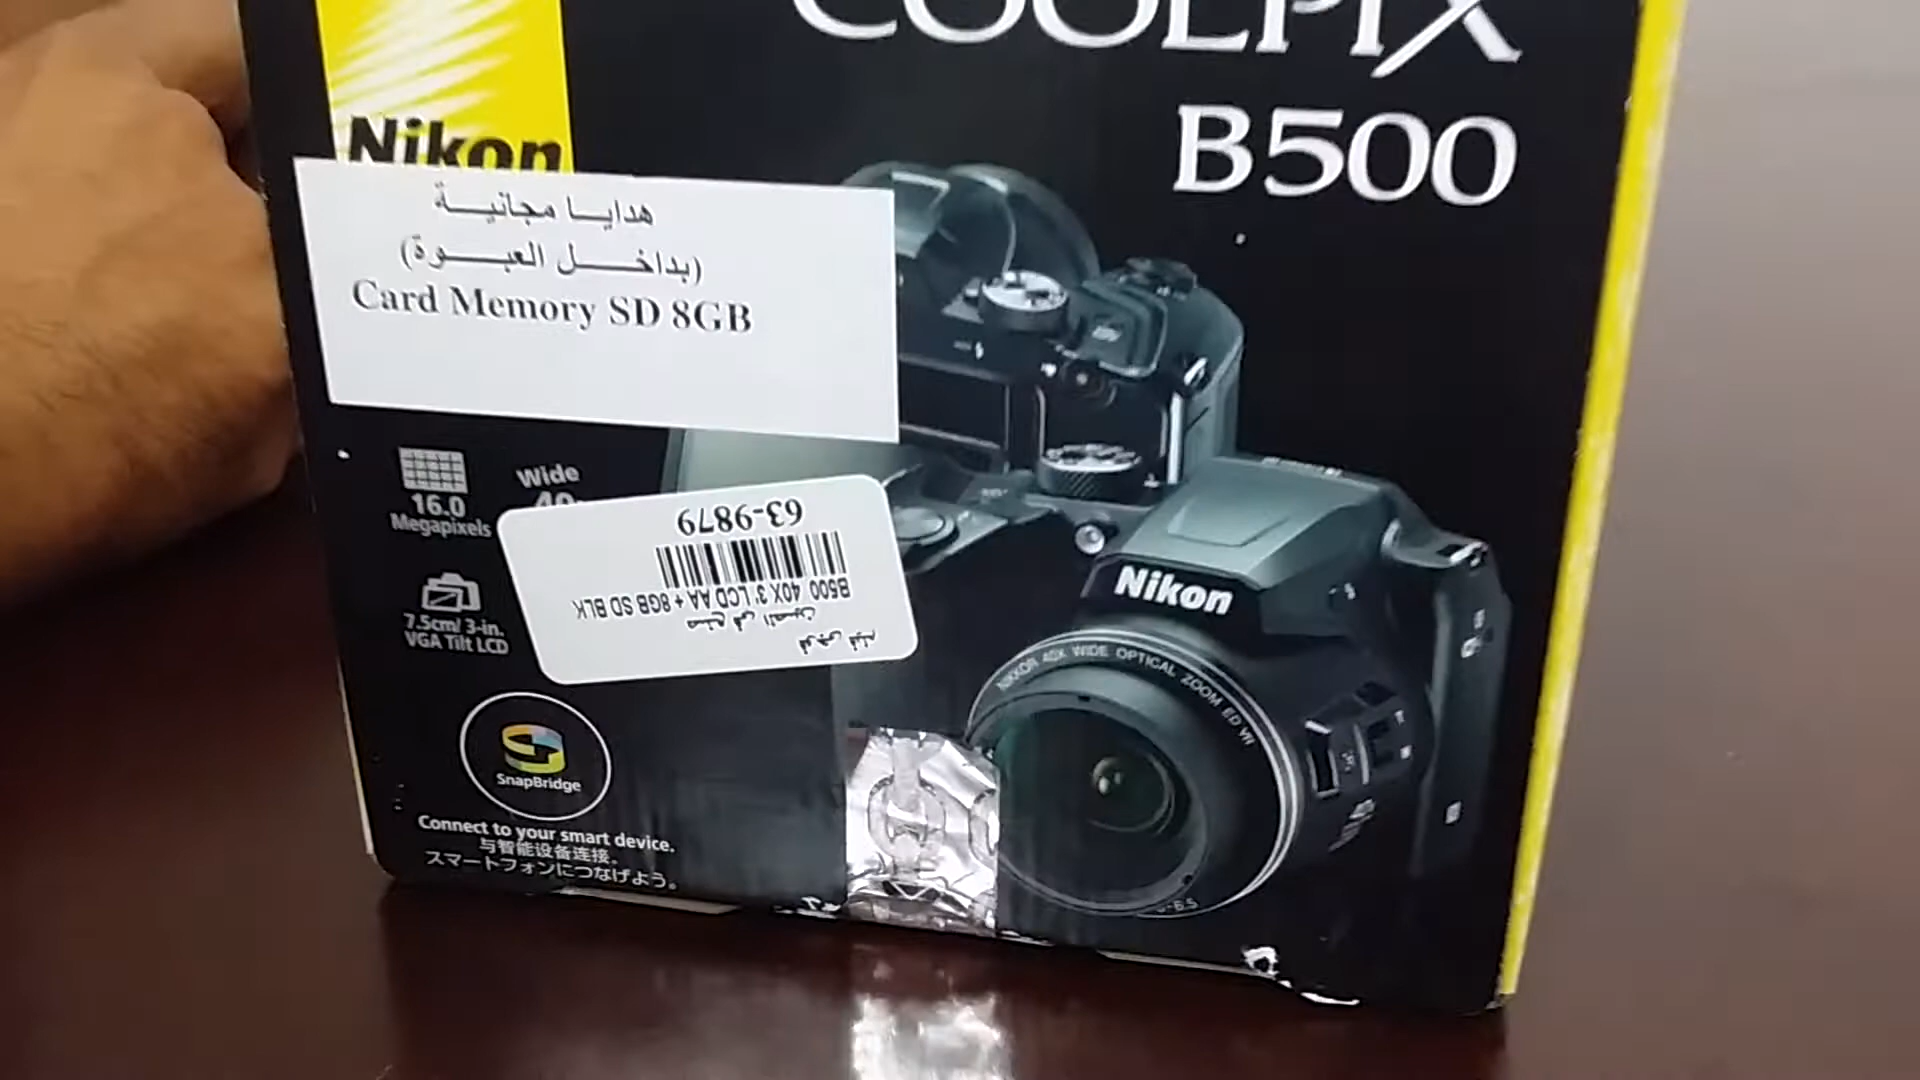 COOLPIX
B500
Nikon
هدايا مجانية
(بداخل العبوة)
Card Memory SD 8GB
16.0
Megapixels
Wide
7.5cm/ 3-in.
VGA Tilt LCD
63-9879
B500 40X 3' LCD AA + 8GB SD BLK
صنع في الصين
Nikon
NIKKOR 40X WIDE OPTICAL ZOOM ED VR
SnapBridge
Connect to your smart device.
与智能设备连接。
スマートフォンにつなげよう。